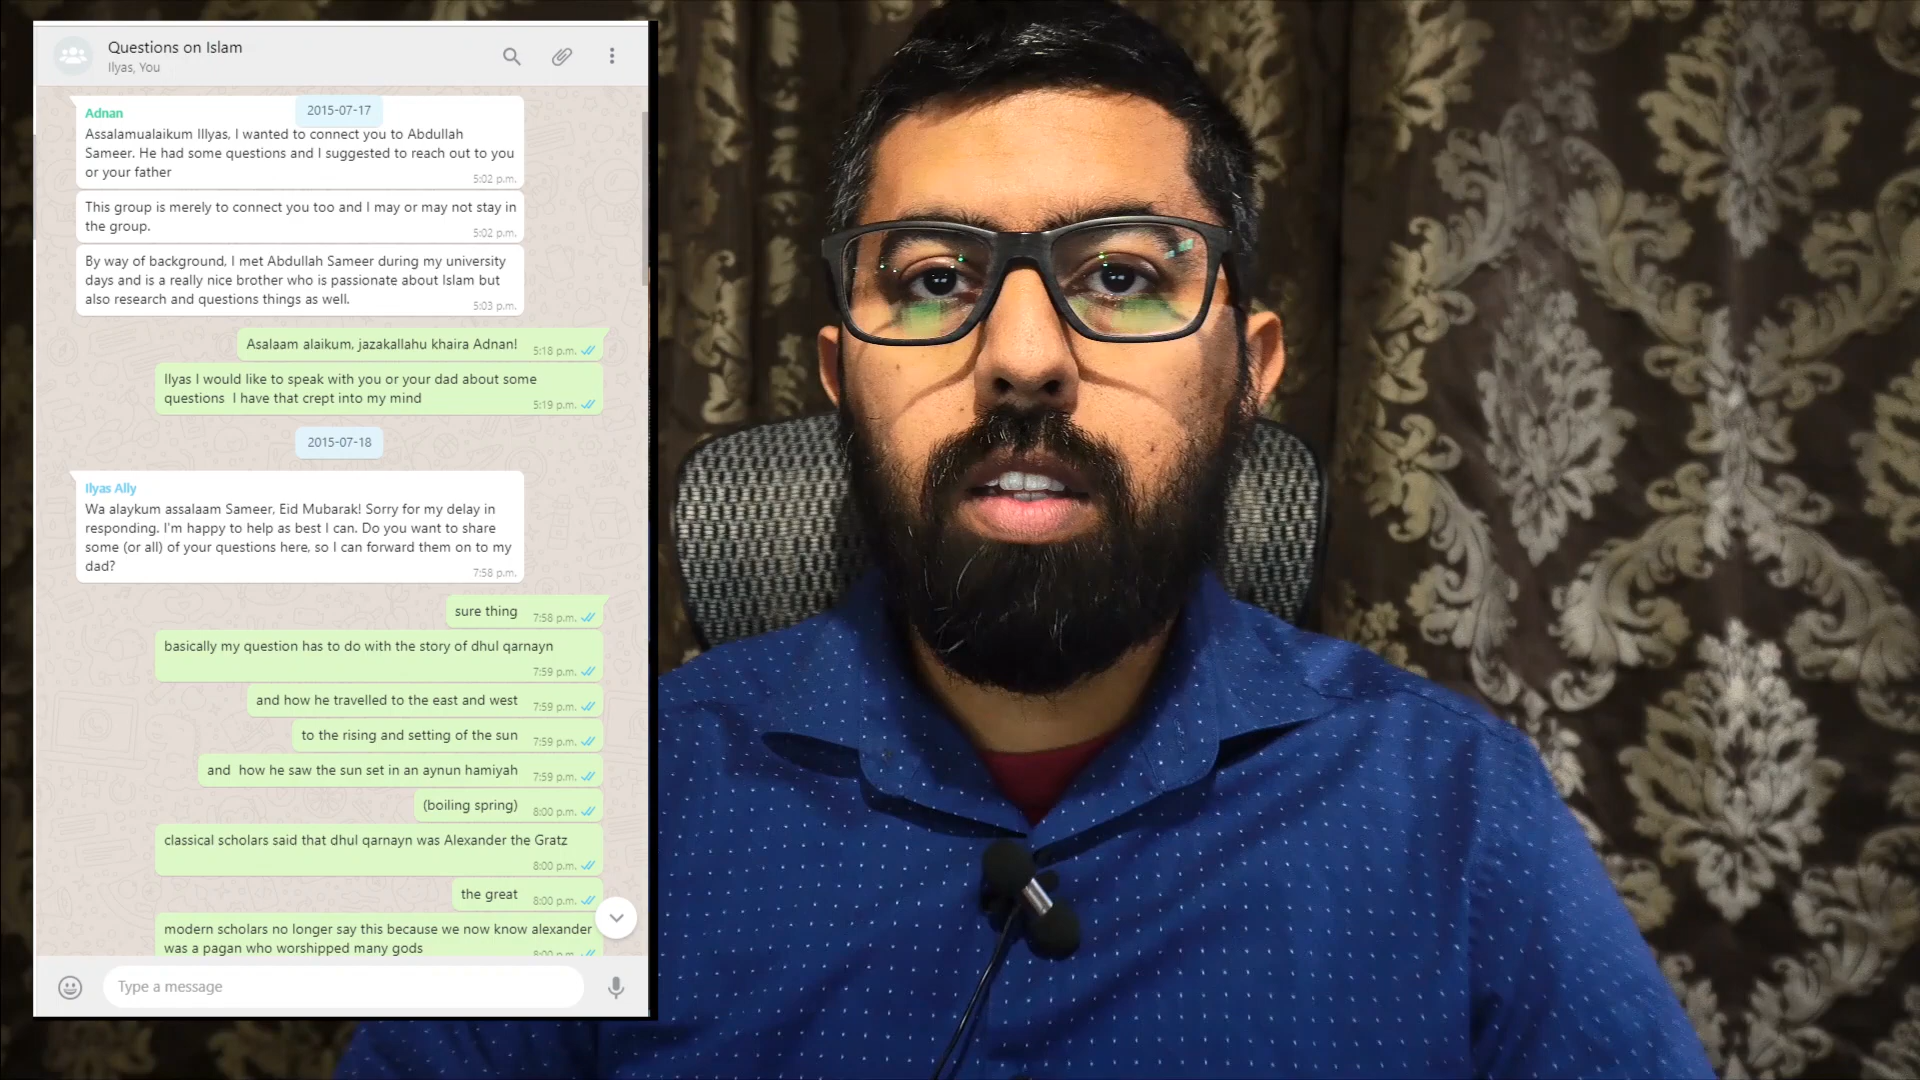 Questions on Islam
Ilyas, You
2015-07-17
Adnan
Assalamualaikum Illyas, I wanted to connect you to Abdullah
Sameer. He had some questions and I suggested to reach out to you
or your father
5:02 p.m.
This group is merely to connect you too and I may or may not stay in
the group.
5:02 p.m.
By way of background, I met Abdullah Sameer during my university
days and is a really nice brother who is passionate about Islam but
also research and questions things as well.
5:03 p.m.
Asalaam alaikum, jazakallahu khaira Adnan!
5:18 p.m.
Ilyas I would like to speak with you or your dad about some
questions  I have that crept into my mind
5:19 p.m.
2015-07-18
Ilyas Ally
Wa alaykum assalaam Sameer, Eid Mubarak! Sorry for my delay in
responding. I'm happy to help as best I can. Do you want to share
some (or all) of your questions here, so I can forward them on to my
dad?
7:58 p.m.
sure thing
7:58 p.m.
basically my question has to do with the story of dhul qarnayn
7:59 p.m.
and how he travelled to the east and west
7:59 p.m.
to the rising and setting of the sun
7:59 p.m.
and  how he saw the sun set in an aynun hamiyah
7:59 p.m.
(boiling spring)
8:00 p.m.
classical scholars said that dhul qarnayn was Alexander the Gratz
8:00 p.m.
the great
8:00 p.m.
modern scholars no longer say this because we now know alexander
was a pagan who worshipped many gods
8:00 p.m.
Type a message